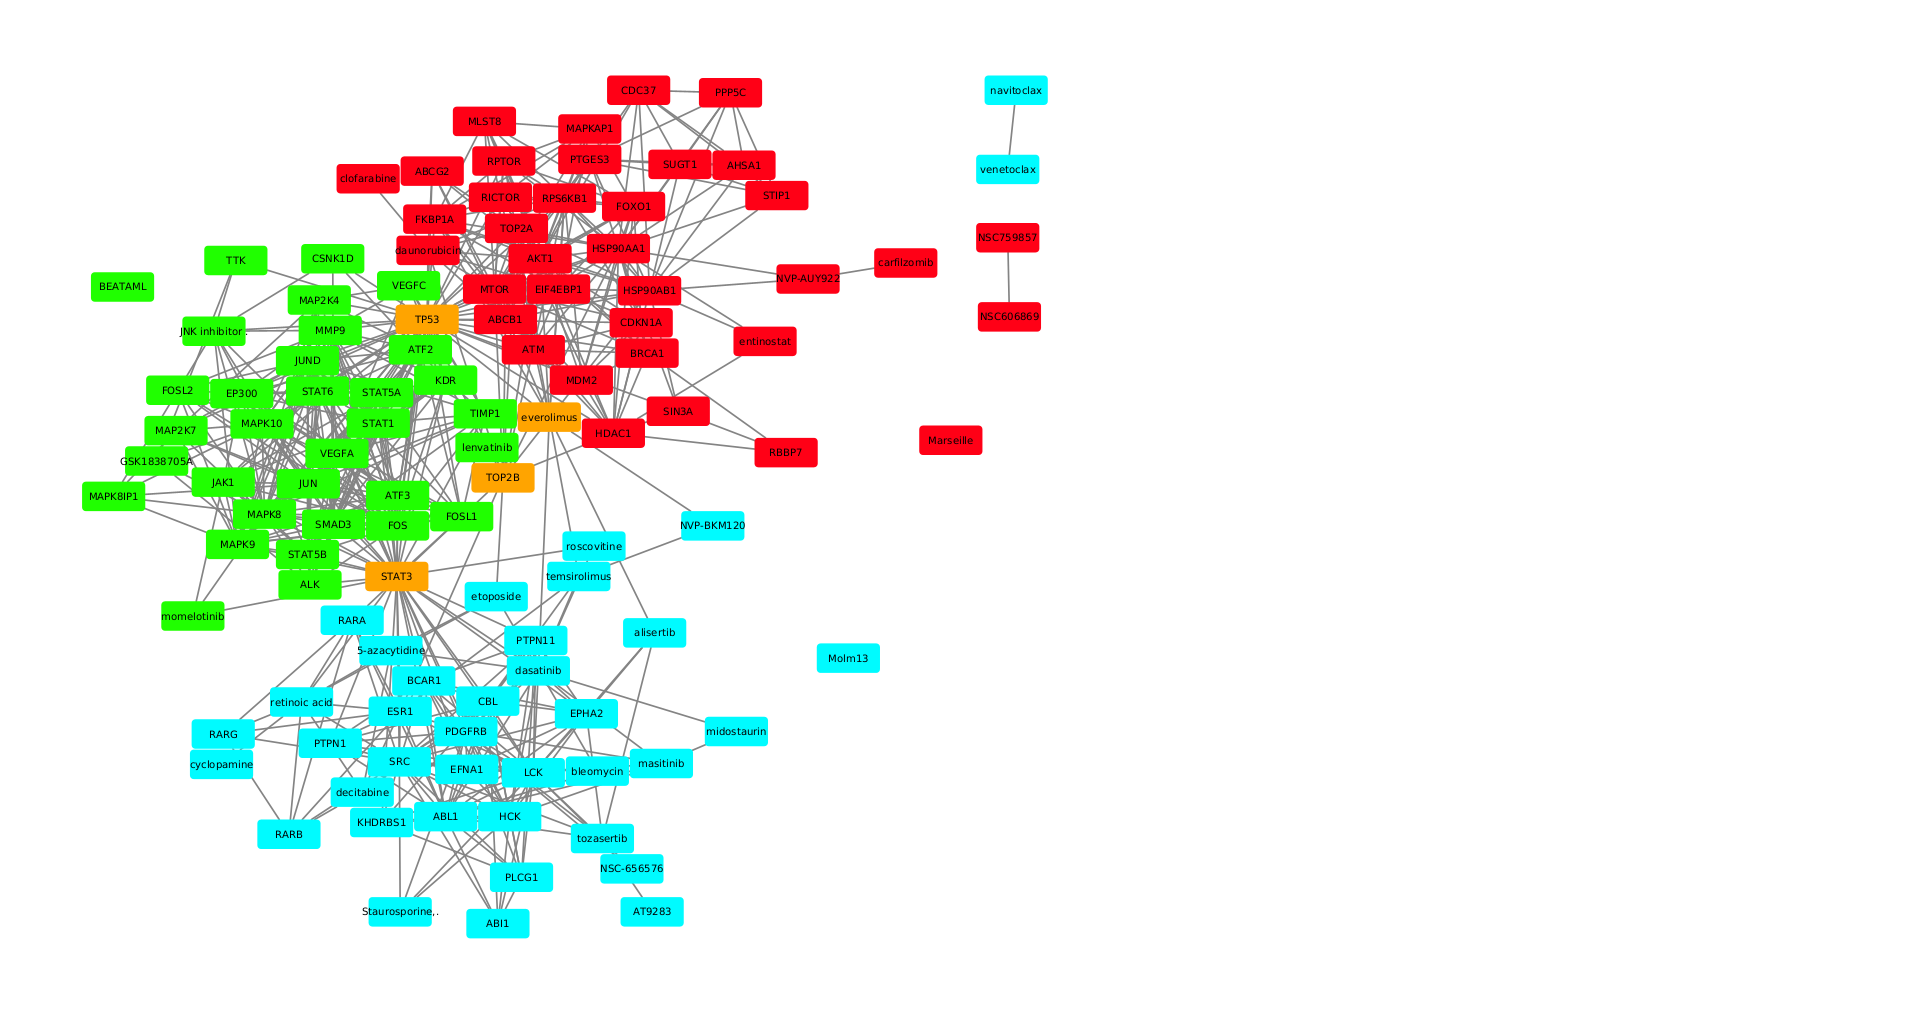 CDC37
PPP5C
navitoclax
MLST8
MAPKAP1
RPTOR
PTGES3
SUGT1
AHSA1
venetoclax
clofarabine
ABCG2
RICTOR
RPS6KB1
FOXO1
STIP1
FKBP1A
TOP2A
NSC759857
daunorubicin
AKT1
HSP90AA1
TTK
CSNK1D
carfilzomib
BEATAML
VEGFC
MTOR
EIF4EBP1
HSP90AB1
NVP-AUY922
MAP2K4
TP53
ABCB1
CDKN1A
NSC606869
JNK inhibitor .
MMP9
ATF2
ATM
BRCA1
entinostat
JUND
KDR
MDM2
FOSL2
EP300
STAT6
STAT5A
TIMP1
everolimus
SIN3A
MAP2K7
MAPK10
STAT1
HDAC1
Marseille
GSK1838705A
VEGFA
lenvatinib
RBBP7
JAK1
JUN
TOP2B
MAPK8IP1
ATF3
MAPK8
SMAD3
FOS
FOSL1
NVP-BKM120
MAPK9
STAT5B
roscovitine
ALK
STAT3
temsirolimus
momelotinib
etoposide
RARA
PTPN11
alisertib
5-azacytidine
dasatinib
Molm13
BCAR1
retinoic acid
ESR1
CBL
EPHA2
RARG
PTPN1
PDGFRB
midostaurin
cyclopamine
SRC
EFNA1
LCK
bleomycin
masitinib
decitabine
KHDRBS1
ABL1
HCK
RARB
tozasertib
PLCG1
NSC-656576
Staurosporine,.
ABI1
AT9283